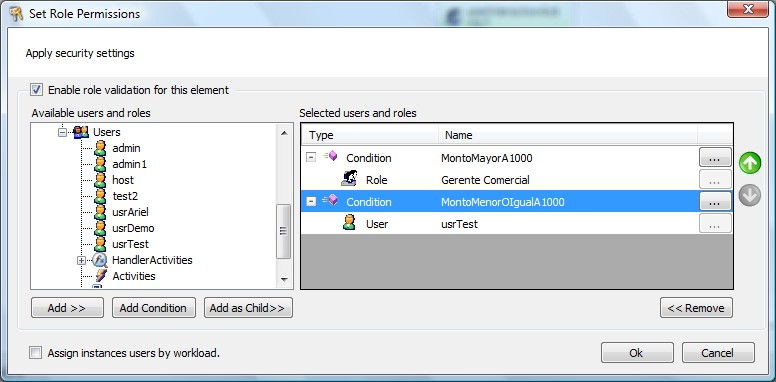 Set Role Permissions
Apply security settings
Enable role validation for this element
Available users and roles
Users
admin
admin1
host
test2
usrAriel
usrDemo
usrTest
HandlerActivities
Activities
Selected users and roles
Type Name
Condition MontoMayorA1000 ...
Role Gerente Comercial ...
Condition MontoMenorOIgualA1000 ...
User usrTest ...
Add >> Add Condition Add as Child>> << Remove
Assign instances users by workload.
Ok Cancel